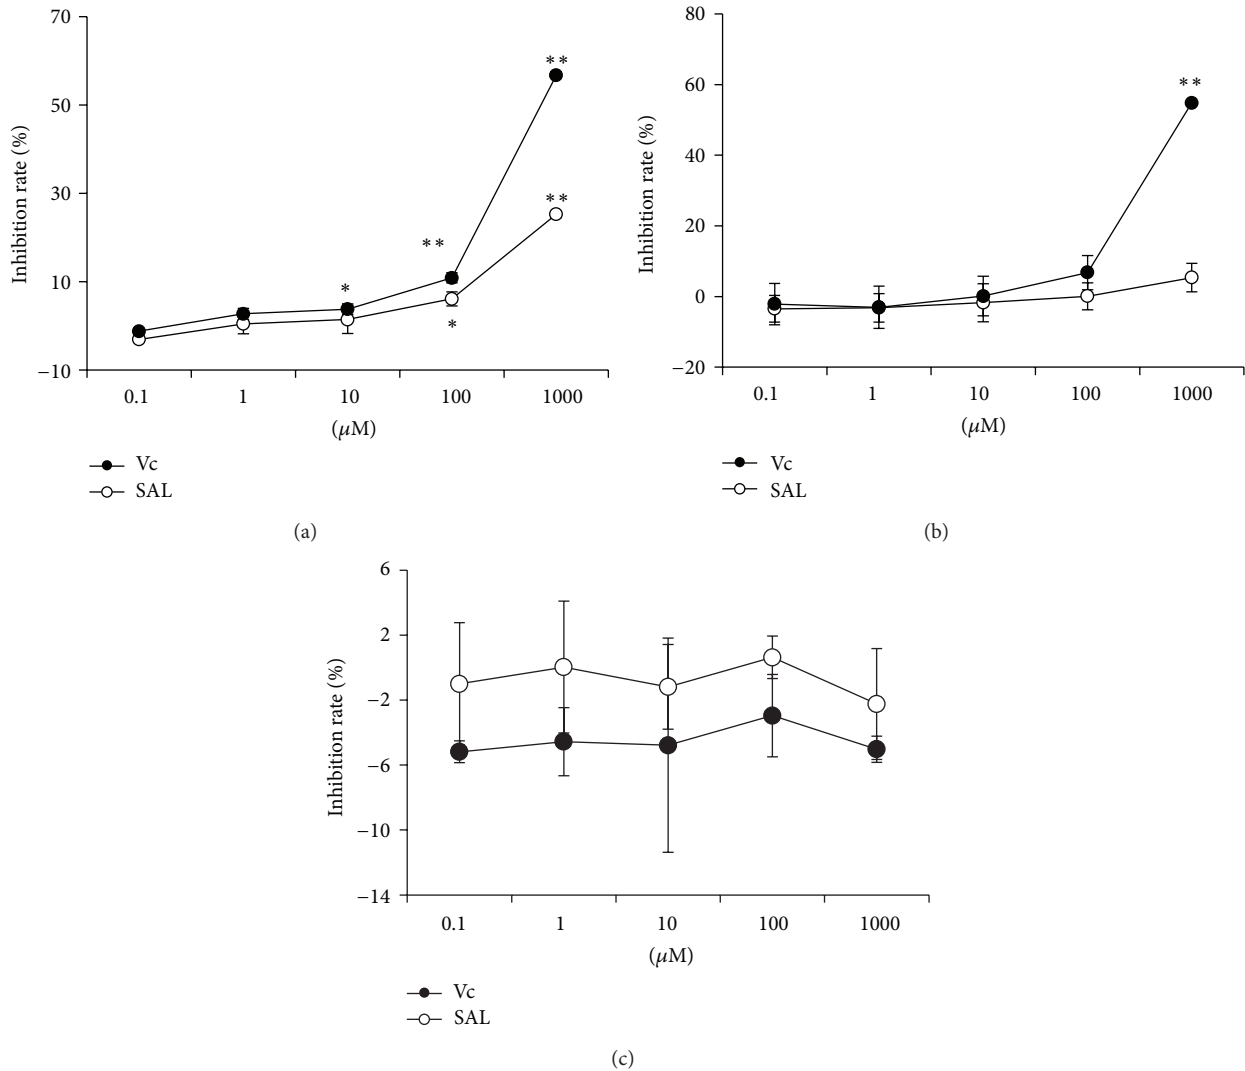 70
50
30
10
−10
Inhibition rate (%)
∗∗
∗∗
∗∗
∗
∗
0.1 1 10 100 1000
(μM)
Vc
SAL
(a)
80
60
40
20
0
−20
Inhibition rate (%)
∗∗
0.1 1 10 100 1000
(μM)
Vc
SAL
(b)
6
2
−2
−6
−10
−14
Inhibition rate (%)
0.1 1 10 100 1000
(μM)
Vc
SAL
(c)